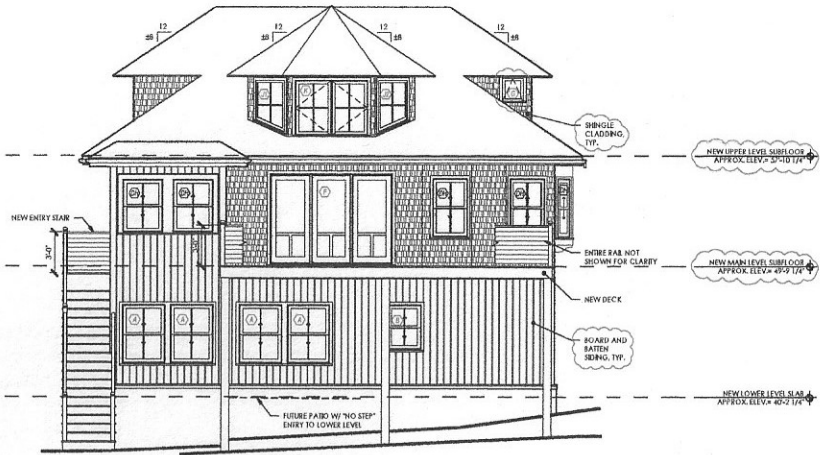 12 12 12 12
±8 ±8 ±8 ±8
SHINGLE
CLADDING,
TYP.
NEW UPPER LEVEL SUBFLOOR
APPROX. ELEV.= 57'-10 1/4"
NEW ENTRY STAIR
3'-0"
3'-0"
ENTIRE RAIL NOT
SHOWN FOR CLARITY
NEW MAIN LEVEL SUBFLOOR
APPROX. ELEV.= 49'-9 1/4"
NEW DECK
A A A A B
BOARD AND
BATTEN
SIDING, TYP.
NEW LOWER LEVEL SLAB
APPROX. ELEV.= 40'-2 1/4"
FUTURE PATIO W/ "NO STEP"
ENTRY TO LOWER LEVEL